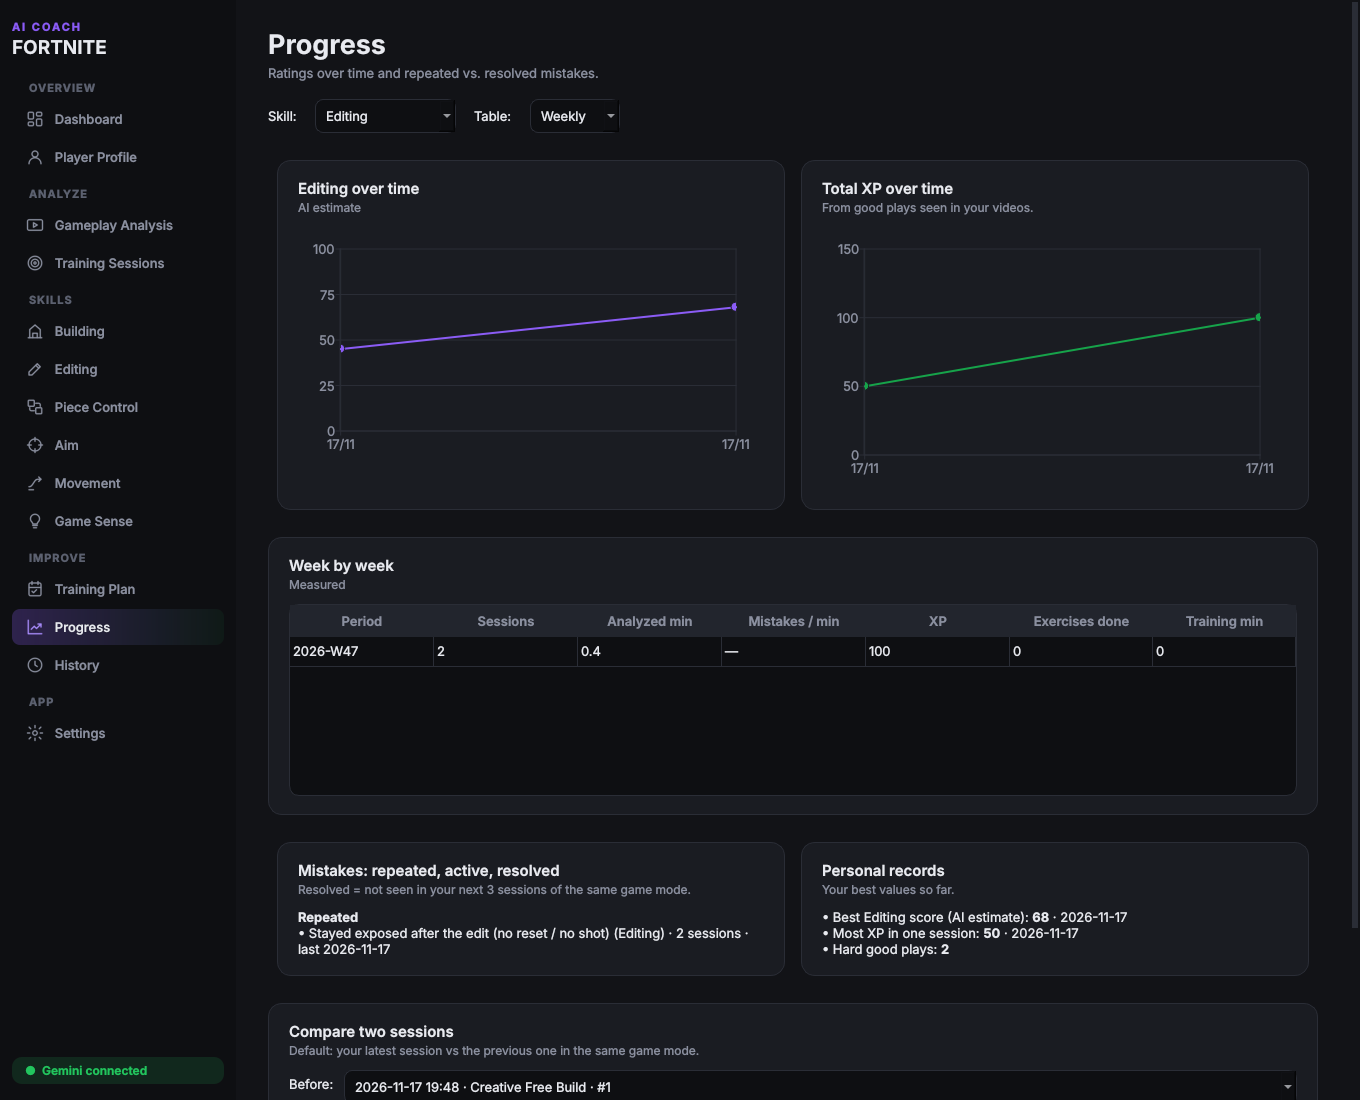 AI COACH
FORTNITE
OVERVIEW
Dashboard
Player Profile
ANALYZE
Gameplay Analysis
Training Sessions
SKILLS
Building
Editing
Piece Control
Aim
Movement
Game Sense
IMPROVE
Training Plan
Progress
History
APP
Settings
Gemini connected
Progress
Ratings over time and repeated vs. resolved mistakes.
Skill: Editing Table: Weekly
Editing over time
AI estimate
100
75
50
25
0
17/11 17/11
Total XP over time
From good plays seen in your videos.
150
100
50
0
17/11 17/11
Week by week
Measured
Period Sessions Analyzed min Mistakes / min XP Exercises done Training min
2026-W47 2 0.4 — 100 0 0
Mistakes: repeated, active, resolved
Resolved = not seen in your next 3 sessions of the same game mode.
Repeated
• Stayed exposed after the edit (no reset / no shot) (Editing) · 2 sessions ·
last 2026-11-17
Personal records
Your best values so far.
• Best Editing score (AI estimate): 68 · 2026-11-17
• Most XP in one session: 50 · 2026-11-17
• Hard good plays: 2
Compare two sessions
Default: your latest session vs the previous one in the same game mode.
Before: 2026-11-17 19:48 · Creative Free Build · #1